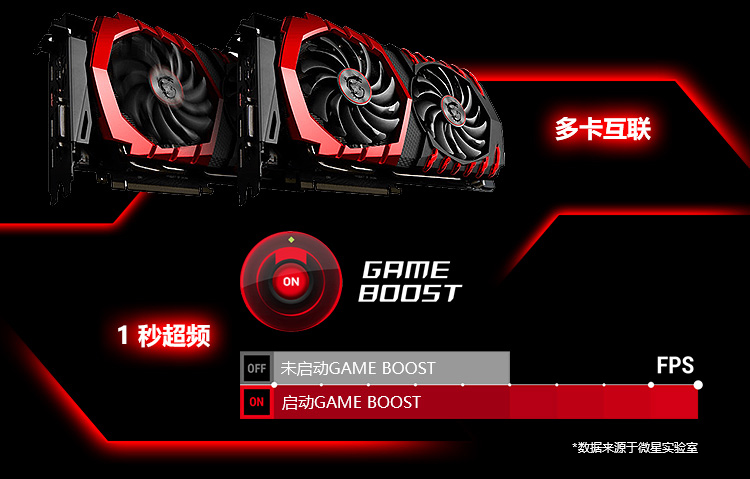 多卡互联
ON
GAME
BOOST
1 秒超频
OFF 未启动GAME BOOST
FPS
ON 启动GAME BOOST
*数据来源于微星实验室